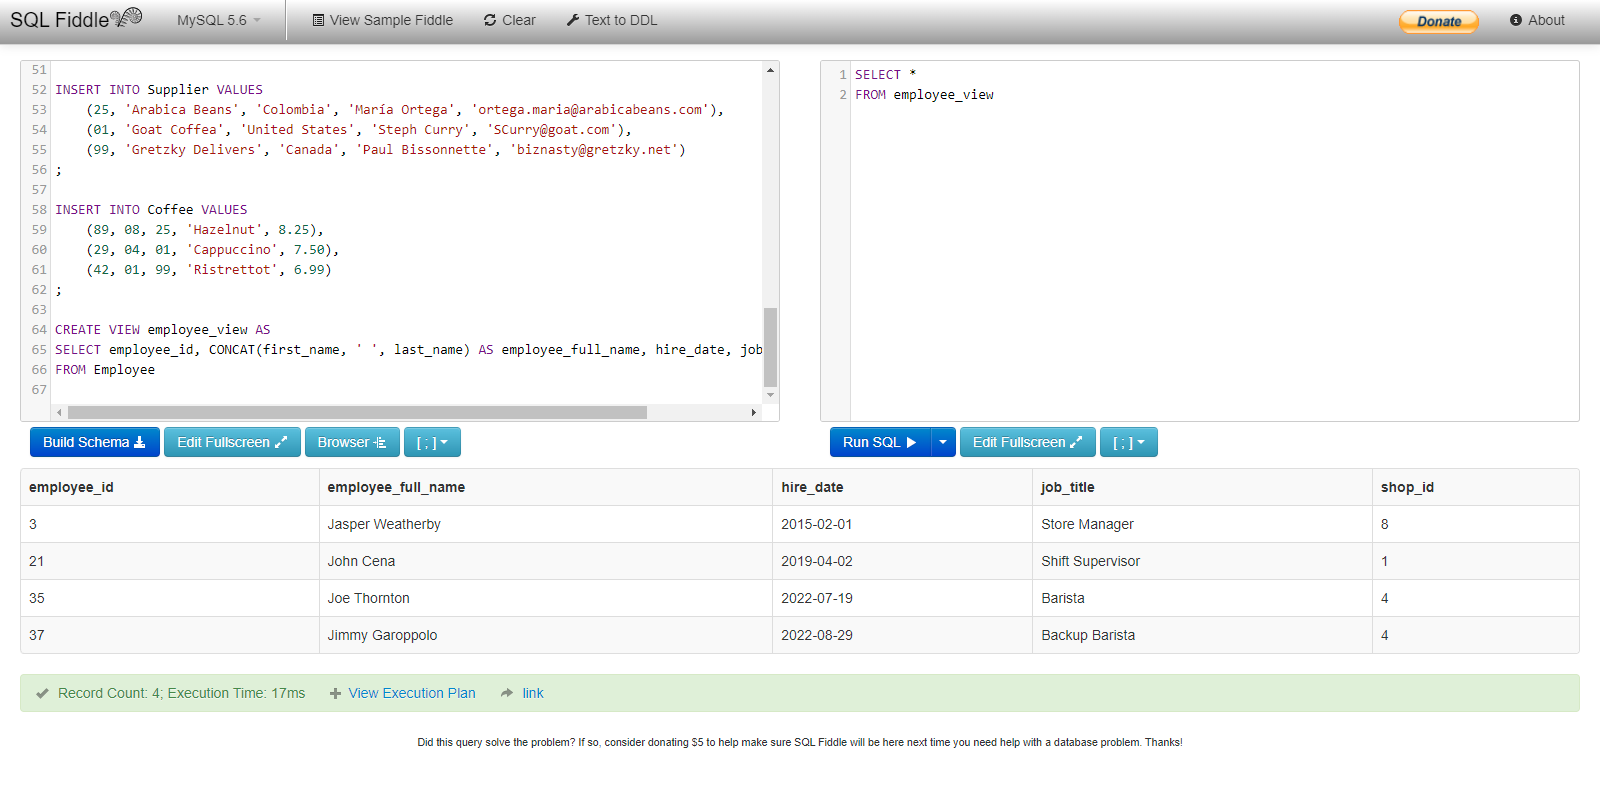 SQL Fiddle MySQL 5.6 View Sample Fiddle Clear Text to DDL Donate About
51
52 INSERT INTO Supplier VALUES
53 (25, 'Arabica Beans', 'Colombia', 'María Ortega', 'ortega.maria@arabicabeans.com'),
54 (01, 'Goat Coffea', 'United States', 'Steph Curry', 'SCurry@goat.com'),
55 (99, 'Gretzky Delivers', 'Canada', 'Paul Bissonnette', 'biznasty@gretzky.net')
56 ;
57
58 INSERT INTO Coffee VALUES
59 (89, 08, 25, 'Hazelnut', 8.25),
60 (29, 04, 01, 'Cappuccino', 7.50),
61 (42, 01, 99, 'Ristrettot', 6.99)
62 ;
63
64 CREATE VIEW employee_view AS
65 SELECT employee_id, CONCAT(first_name, ' ', last_name) AS employee_full_name, hire_date, job
66 FROM Employee
67
1 SELECT *
2 FROM employee_view
Build Schema Edit Fullscreen Browser [ ; ]
Run SQL Edit Fullscreen [ ; ]
employee_id employee_full_name hire_date job_title shop_id
3 Jasper Weatherby 2015-02-01 Store Manager 8
21 John Cena 2019-04-02 Shift Supervisor 1
35 Joe Thornton 2022-07-19 Barista 4
37 Jimmy Garoppolo 2022-08-29 Backup Barista 4
Record Count: 4; Execution Time: 17ms View Execution Plan link
Did this query solve the problem? If so, consider donating $5 to help make sure SQL Fiddle will be here next time you need help with a database problem. Thanks!